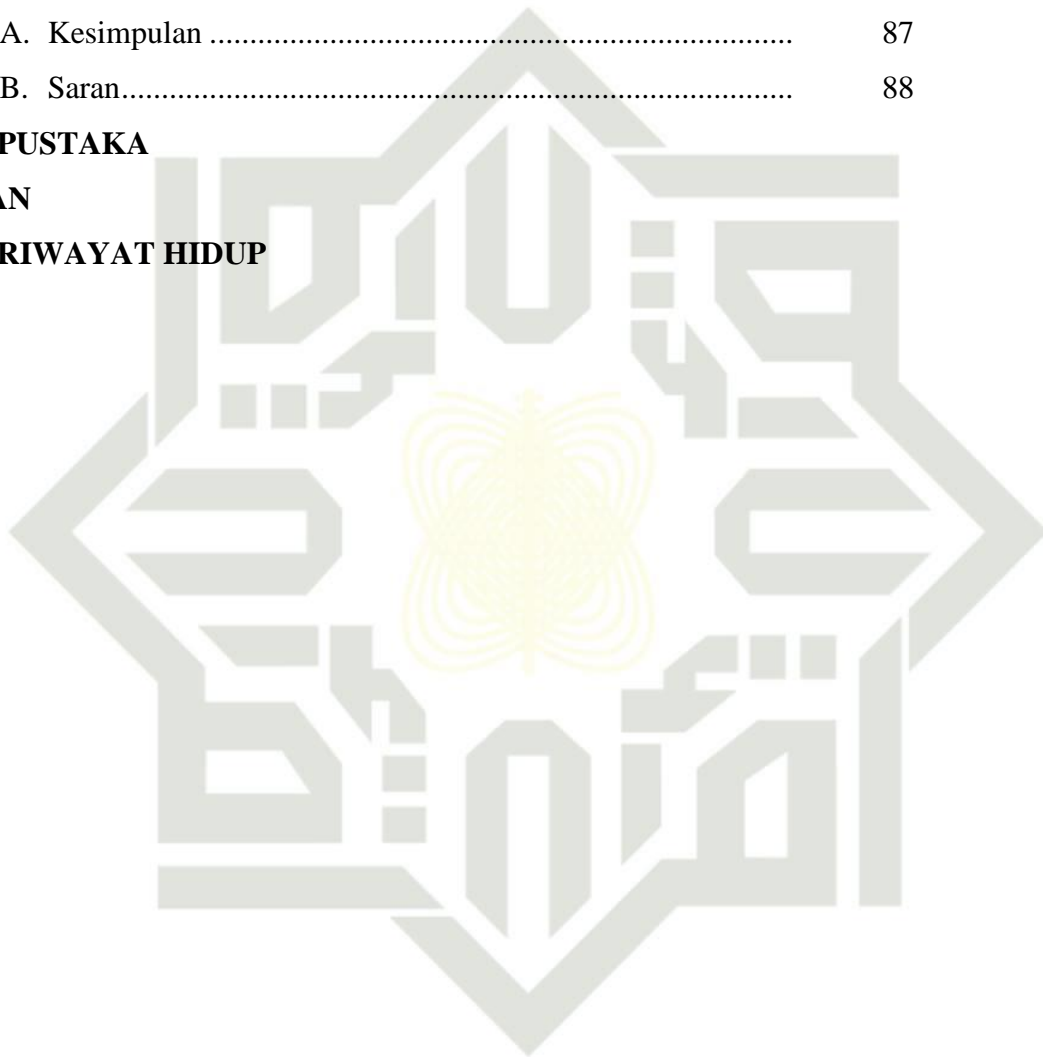 A. Kesimpulan ....................................................................... 87
B. Saran.................................................................................. 88
PUSTAKA
AN
RIWAYAT HIDUP